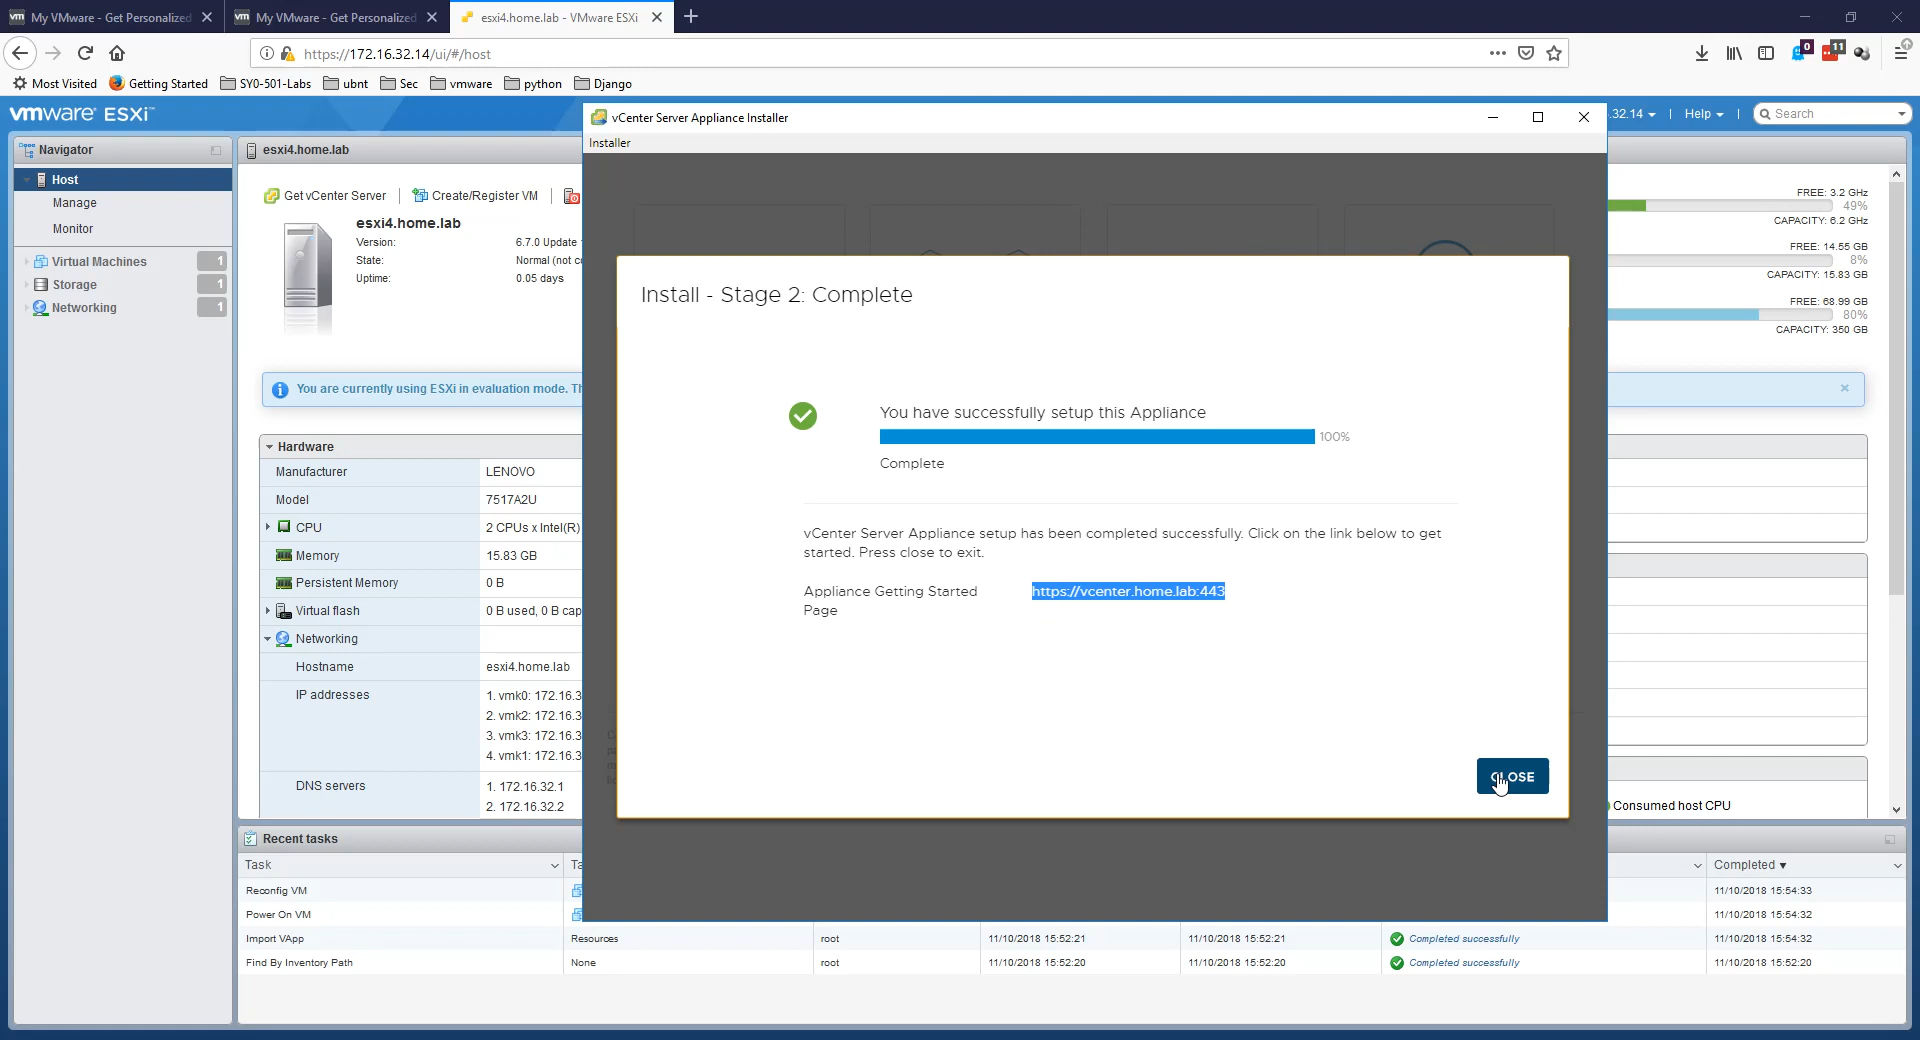 My VMware - Get Personalized
My VMware - Get Personalized
esxi4.home.lab - VMware ESXi
https://172.16.32.14/ui/#/host
0
11
Most Visited
Getting Started
SY0-501-Labs
ubnt
Sec
vmware
python
Django
vmware ESXi™
.32.14
Help
Search
Navigator
Host
Manage
Monitor
Virtual Machines 1
Storage 1
Networking 1
esxi4.home.lab
Get vCenter Server
Create/Register VM
esxi4.home.lab
Version: 6.7.0 Update
State: Normal (not
Uptime: 0.05 days
FREE: 3.2 GHz
49%
CAPACITY: 6.2 GHz
FREE: 14.55 GB
8%
CAPACITY: 15.83 GB
FREE: 68.99 GB
80%
CAPACITY: 350 GB
You are currently using ESXi in evaluation mode.
Hardware
Manufacturer LENOVO
Model 7517A2U
CPU 2 CPUs x Intel(R)
Memory 15.83 GB
Persistent Memory 0 B
Virtual flash 0 B used, 0 B cap
Networking
Hostname esxi4.home.lab
IP addresses 1. vmk0: 172.16.3
2. vmk2: 172.16.3
3. vmk3: 172.16.3
4. vmk1: 172.16.3
DNS servers 1. 172.16.32.1
2. 172.16.32.2
Consumed host CPU
vCenter Server Appliance Installer
Installer
Install - Stage 2: Complete
You have successfully setup this Appliance
100%
Complete
vCenter Server Appliance setup has been completed successfully. Click on the link below to get
started. Press close to exit.
Appliance Getting Started https://vcenter.home.lab:443
Page
CLOSE
Recent tasks
Task Completed
Reconfig VM 11/10/2018 15:54:33
Power On VM 11/10/2018 15:54:32
Import VApp Resources root 11/10/2018 15:52:21 11/10/2018 15:52:21 Completed successfully 11/10/2018 15:54:32
Find By Inventory Path None root 11/10/2018 15:52:20 11/10/2018 15:52:20 Completed successfully 11/10/2018 15:52:20